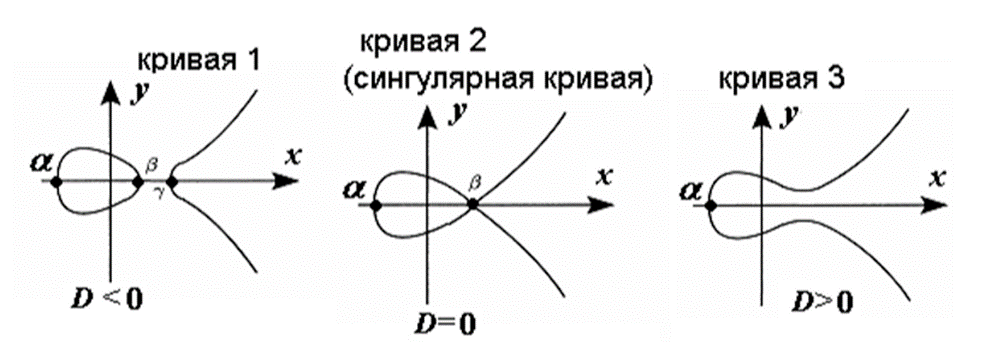 кривая 1
y
α
β
γ
x
D < 0
кривая 2
(сингулярная кривая)
y
α
β
x
D=0
кривая 3
y
α
x
D>0